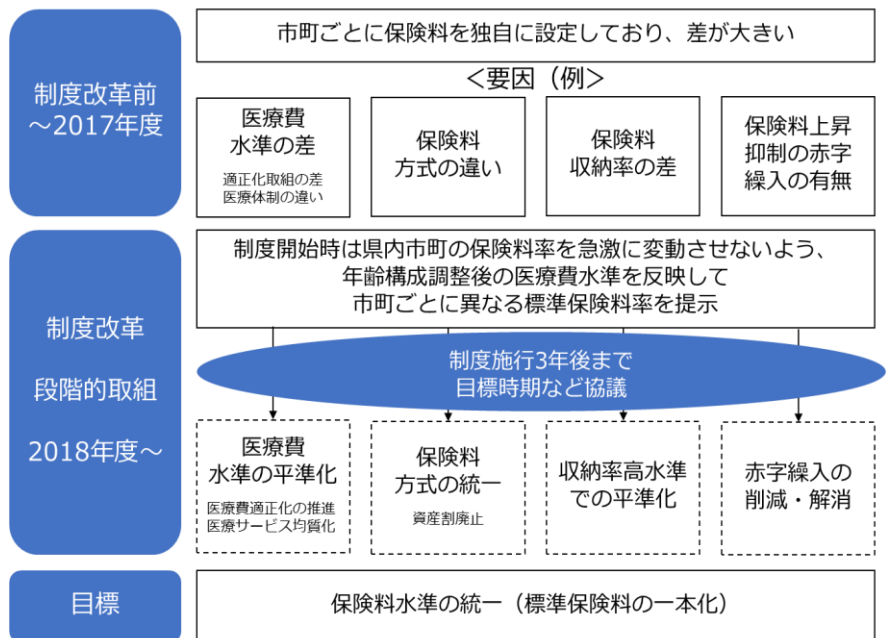 制度改革前
～2017年度
市町ごとに保険料を独自に設定しており、差が大きい
＜要因（例）＞
医療費
水準の差
適正化取組の差
医療体制の違い
保険料
方式の違い
保険料
収納率の差
保険料上昇
抑制の赤字
繰入の有無
制度改革
段階的取組
2018年度～
制度開始時は県内市町の保険料率を急激に変動させないよう、
年齢構成調整後の医療費水準を反映して
市町ごとに異なる標準保険料率を提示
制度施行3年後まで
目標時期など協議
医療費
水準の平準化
医療費適正化の推進
医療サービス均質化
保険料
方式の統一
資産割廃止
収納率高水準
での平準化
赤字繰入の
削減・解消
目標
保険料水準の統一（標準保険料の一本化）